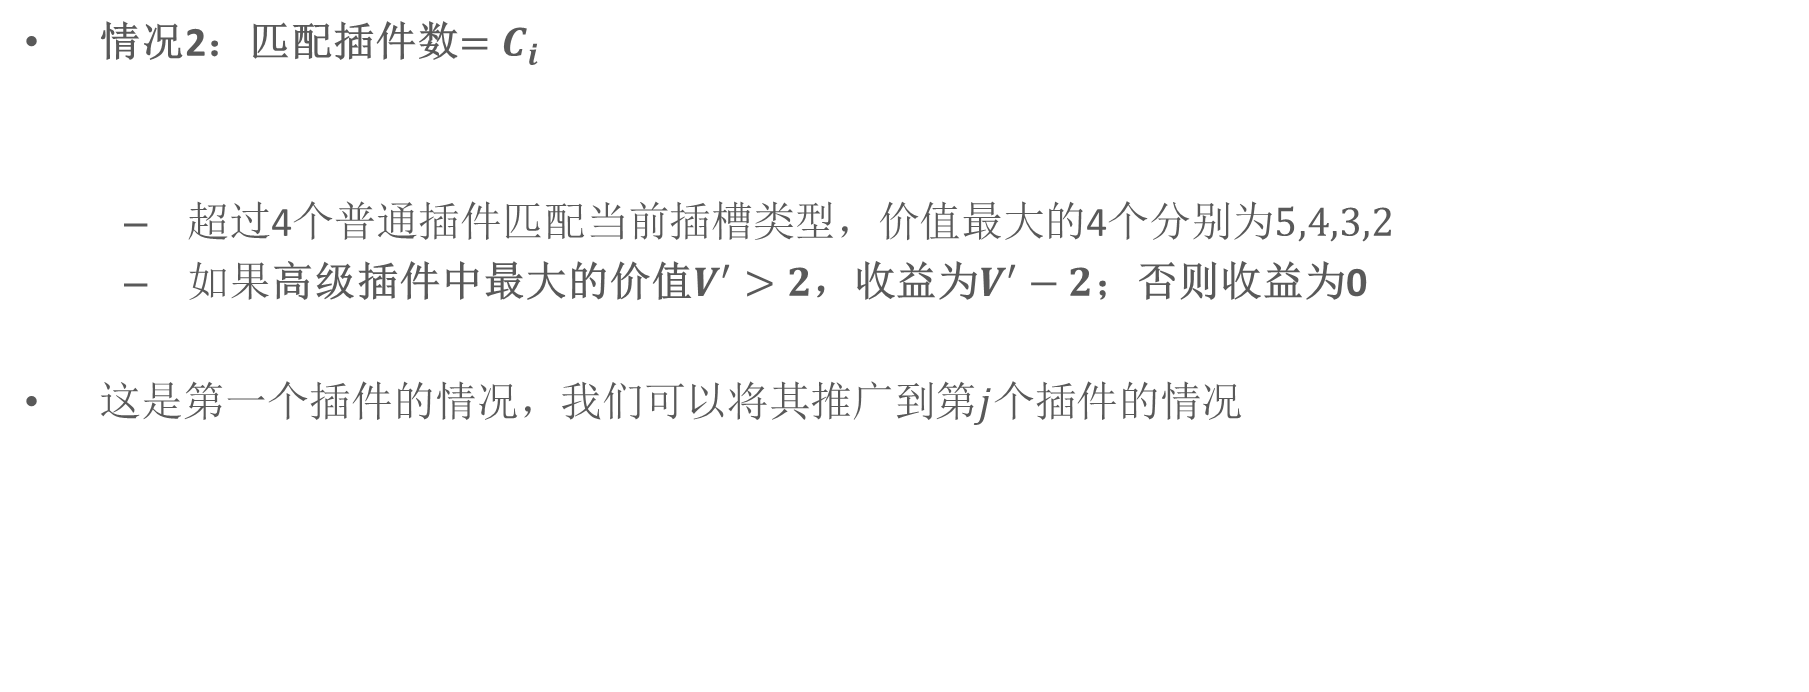 • 情况2：匹配插件数= Cᵢ
– 超过4个普通插件匹配当前插槽类型，价值最大的4个分别为5,4,3,2
– 如果高级插件中最大的价值V′ > 2，收益为V′ − 2；否则收益为0
• 这是第一个插件的情况，我们可以将其推广到第j个插件的情况